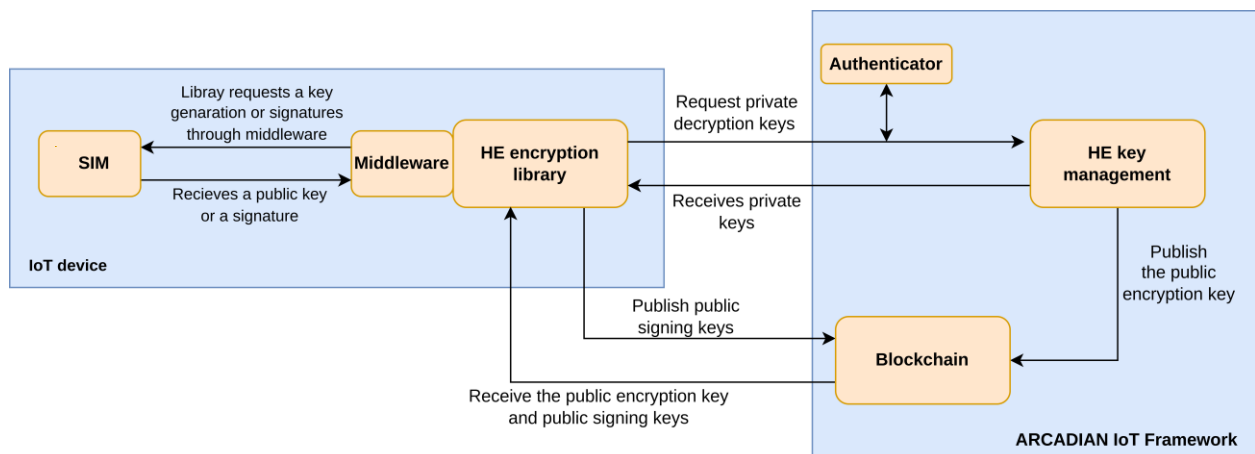 Authenticator
Libray requests a key
genaration or signatures
through middleware
Request private
decryption keys
SIM
Middleware
HE encryption
library
HE key
management
Recieves a public key
or a signature
Receives private
keys
IoT device
Publish
the public
encryption key
Publish public
signing keys
Blockchain
Receive the public encryption key
and public signing keys
ARCADIAN IoT Framework